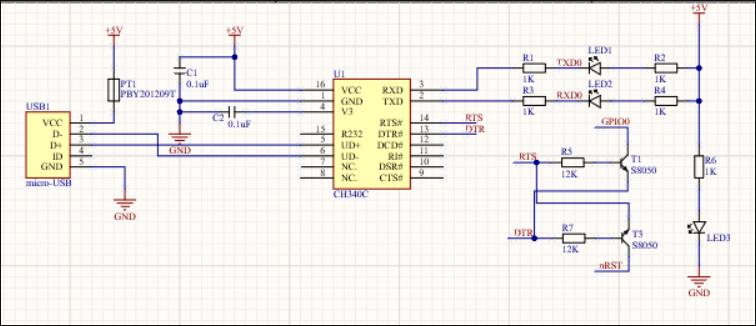 +5V
+5V
+5V
PT1
PBY201209T
C1
0.1uF
C2
0.1uF
GND
USB1
VCC
D-
D+
ID
GND
1
2
3
4
5
micro-USB
GND
U1
16
1
4
15
5
6
7
8
VCC
GND
V3
R232
UD+
UD-
NC.
NC.
RXD
TXD
RTS#
DTR#
DCD#
RI#
DSR#
CTS#
3
2
14
13
12
11
10
9
CH340C
RTS
DTR
R1
1K
TXD0
LED1
R2
1K
R3
1K
RXD0
LED2
R4
1K
GPIO0
RTS
R5
12K
T1
S8050
R6
1K
DTR
R7
12K
T3
S8050
nRST
LED3
GND